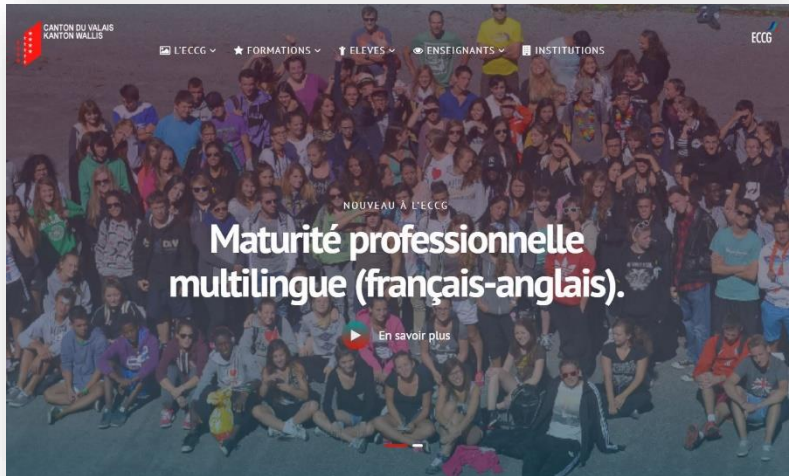 CANTON DU VALAIS
KANTON WALLIS
L'ECCG FORMATIONS ELEVES ENSEIGNANTS INSTITUTIONS
ECCG
NOUVEAU À L'ECCG
Maturité professionnelle
multilingue (français-anglais).
En savoir plus